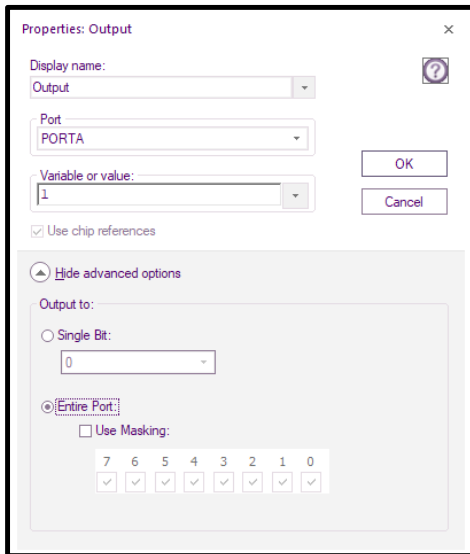 Properties: Output
×
Display name:
?
Output
Port
PORTA
OK
Variable or value:
1
Cancel
Use chip references
Hide advanced options
Output to:
Single Bit:
0
Entire Port:
Use Masking:
7 6 5 4 3 2 1 0